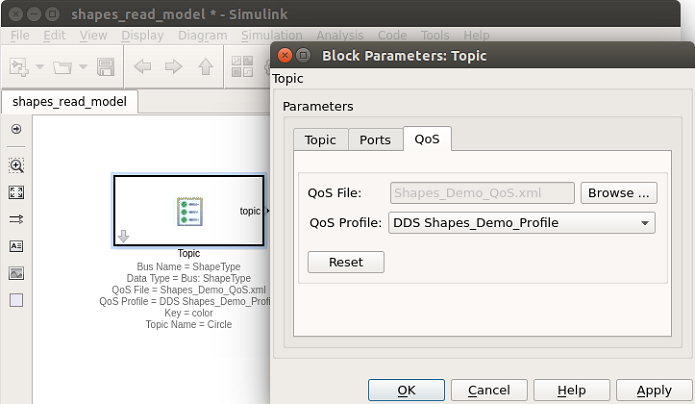 shapes_read_model * - Simulink
File Edit View Display Diagram Simulation Analysis Code Tools Help
shapes_read_model
topic
Topic
Bus Name = ShapeType
Data Type = Bus: ShapeType
QoS File = Shapes_Demo_QoS.xml
QoS Profile = DDS Shapes_Demo_Profi
Key = color
Topic Name = Circle
Block Parameters: Topic
Topic
Parameters
Topic Ports QoS
QoS File: Shapes_Demo_QoS.xml Browse ...
QoS Profile: DDS Shapes_Demo_Profile
Reset
OK Cancel Help Apply